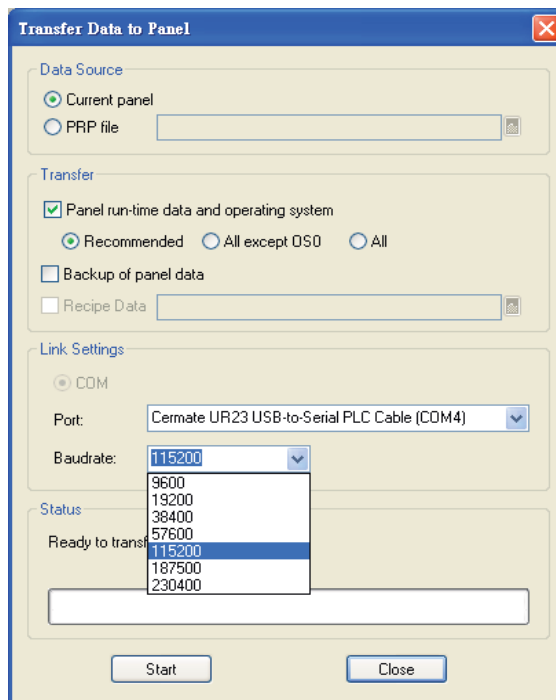 Transfer Data to Panel
Data Source
Current panel
PRP file
Transfer
Panel run-time data and operating system
Recommended All except OS0 All
Backup of panel data
Recipe Data
Link Settings
COM
Port: Cermate UR23 USB-to-Serial PLC Cable (COM4)
Baudrate: 115200
9600
19200
38400
57600
115200
187500
230400
Status
Ready to transf
Start Close